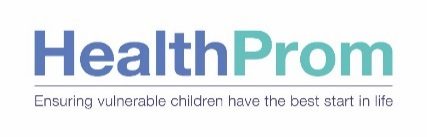 HealthProm
Ensuring vulnerable children have the best start in life